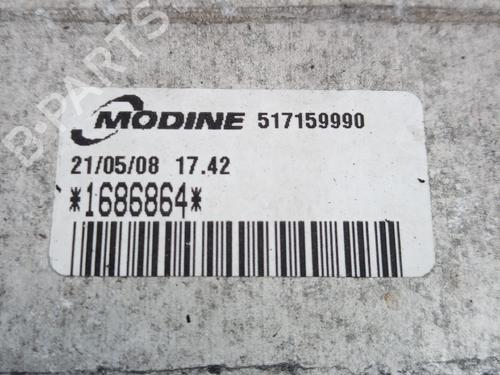 B-PARTS
MODINE 517159990
21/05/08 17.42
*1686864*